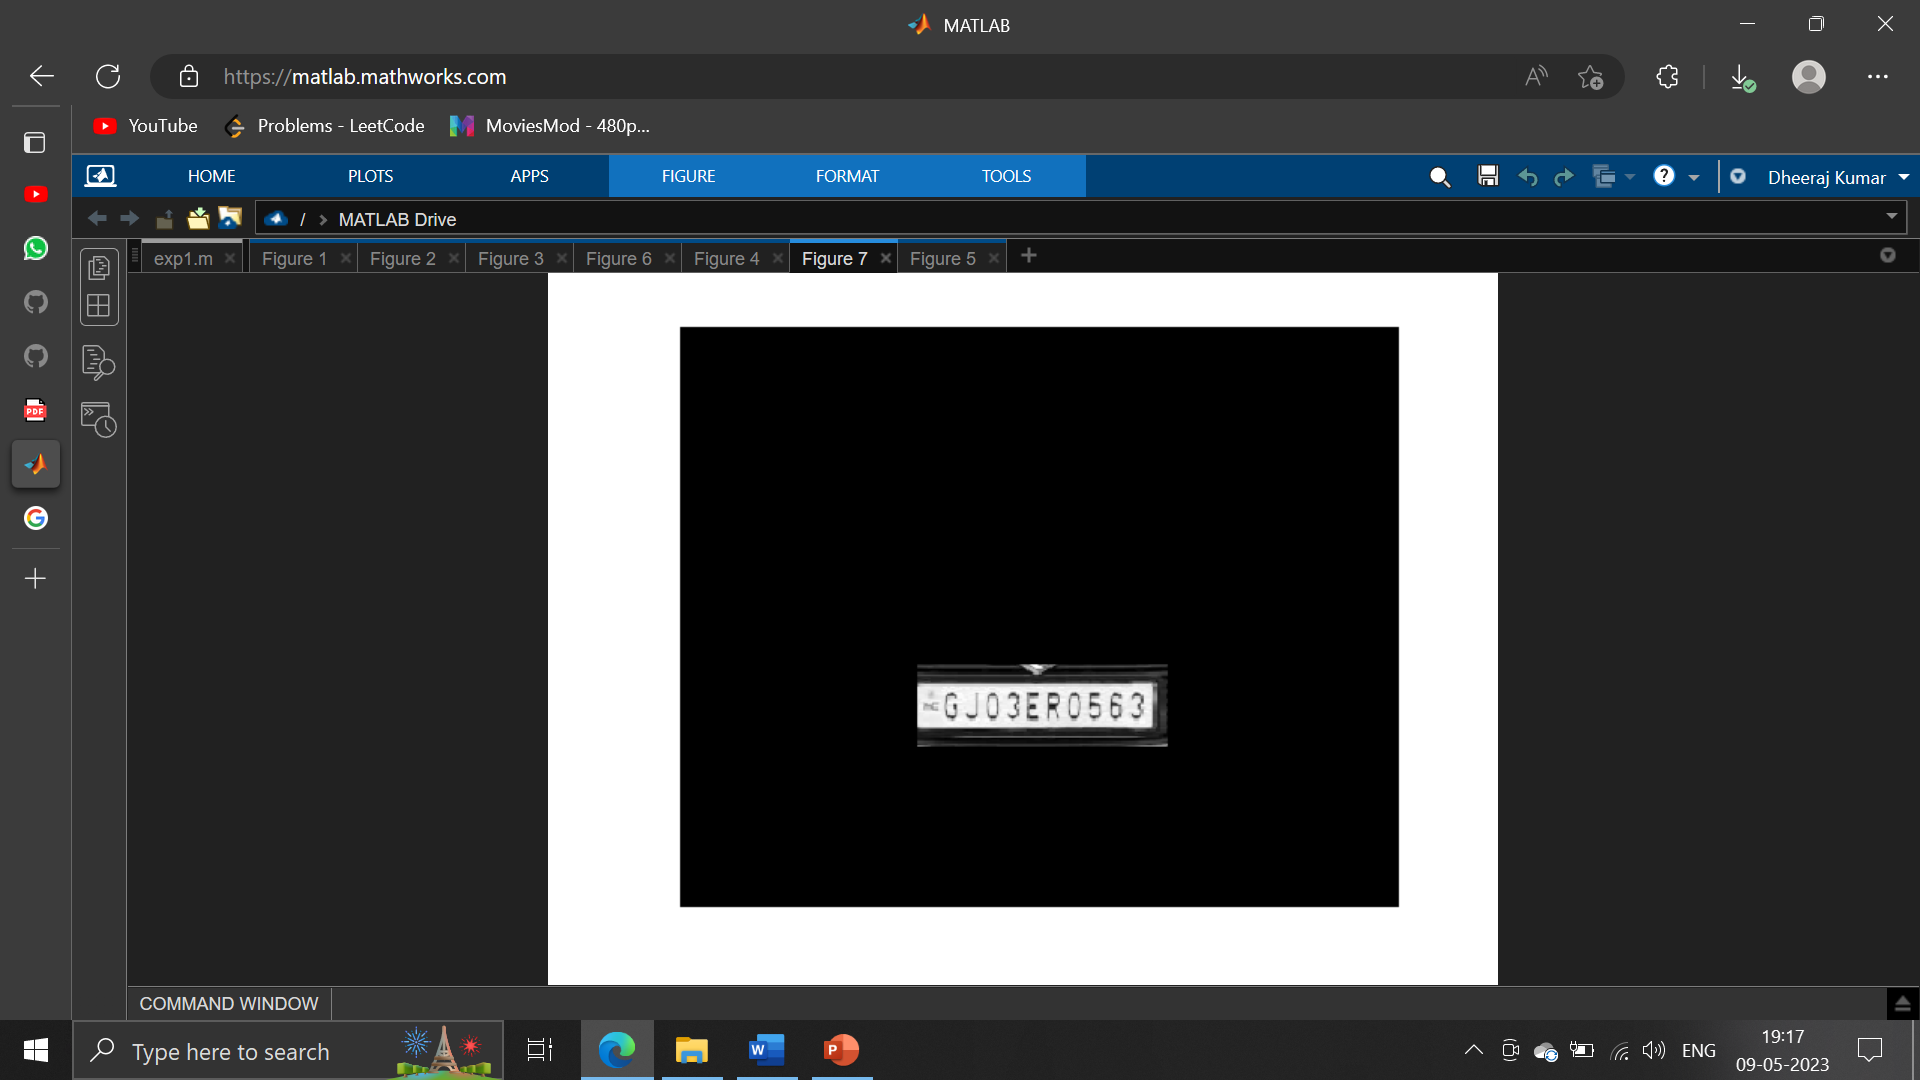 MATLAB
https://matlab.mathworks.com
YouTube
Problems - LeetCode
MoviesMod - 480p...
HOME
PLOTS
APPS
FIGURE
FORMAT
TOOLS
Dheeraj Kumar
/ > MATLAB Drive
exp1.m
Figure 1
Figure 2
Figure 3
Figure 6
Figure 4
Figure 7
Figure 5
GJ03ER0563
COMMAND WINDOW
Type here to search
ENG
19:17
09-05-2023